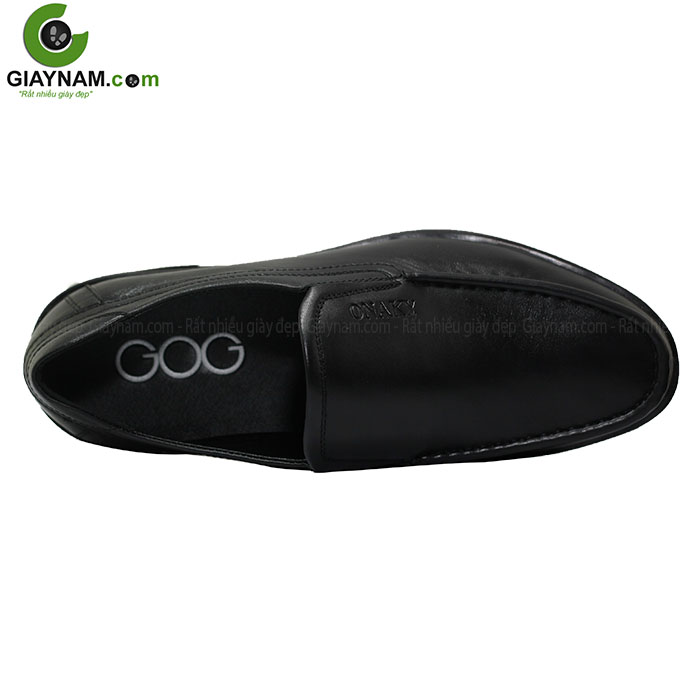 GIAYNAM.com
"Rất nhiều giày đẹp"
ONAKY
Giaynam.com - Rất nhiều giày đẹp Giaynam.com - Rất nhiều giày đẹp Giaynam.com - Rất
GOG